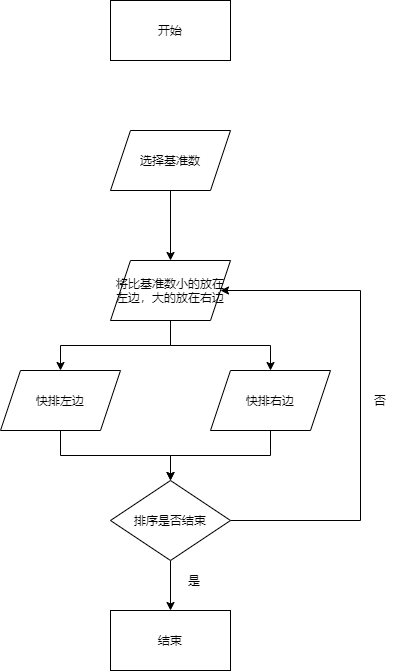 开始
选择基准数
将比基准数小的放在
左边，大的放在右边
快排左边
快排右边
否
排序是否结束
是
结束